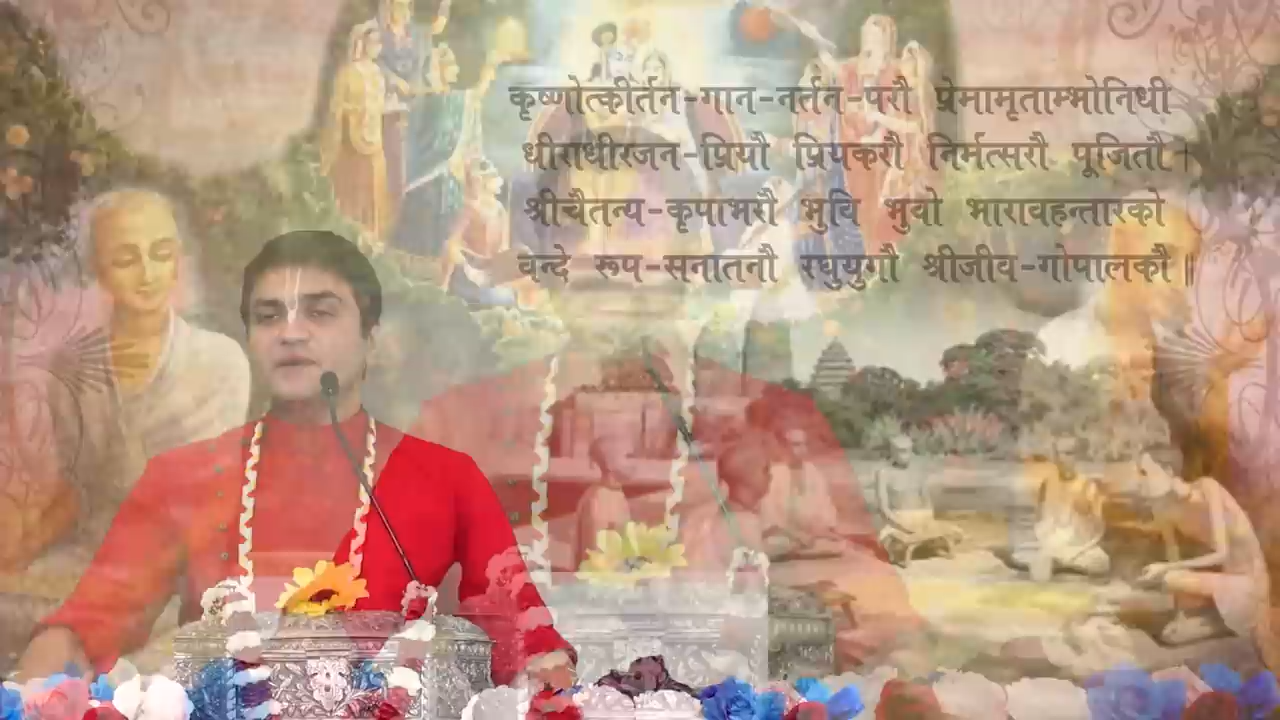 कृष्णोत्कीर्तन-गान-नर्तन-परौ प्रेमामृताम्भोनिधी
धीराधीरजन-प्रियौ प्रियकरौ निर्मत्सरौ पूजितौ।
श्रीचैतन्य-कृपाभरौ भुवि भुवो भारावहन्तारकौ
वन्दे रूप-सनातनौ रघुयुगौ श्रीजीव-गोपालकौ॥